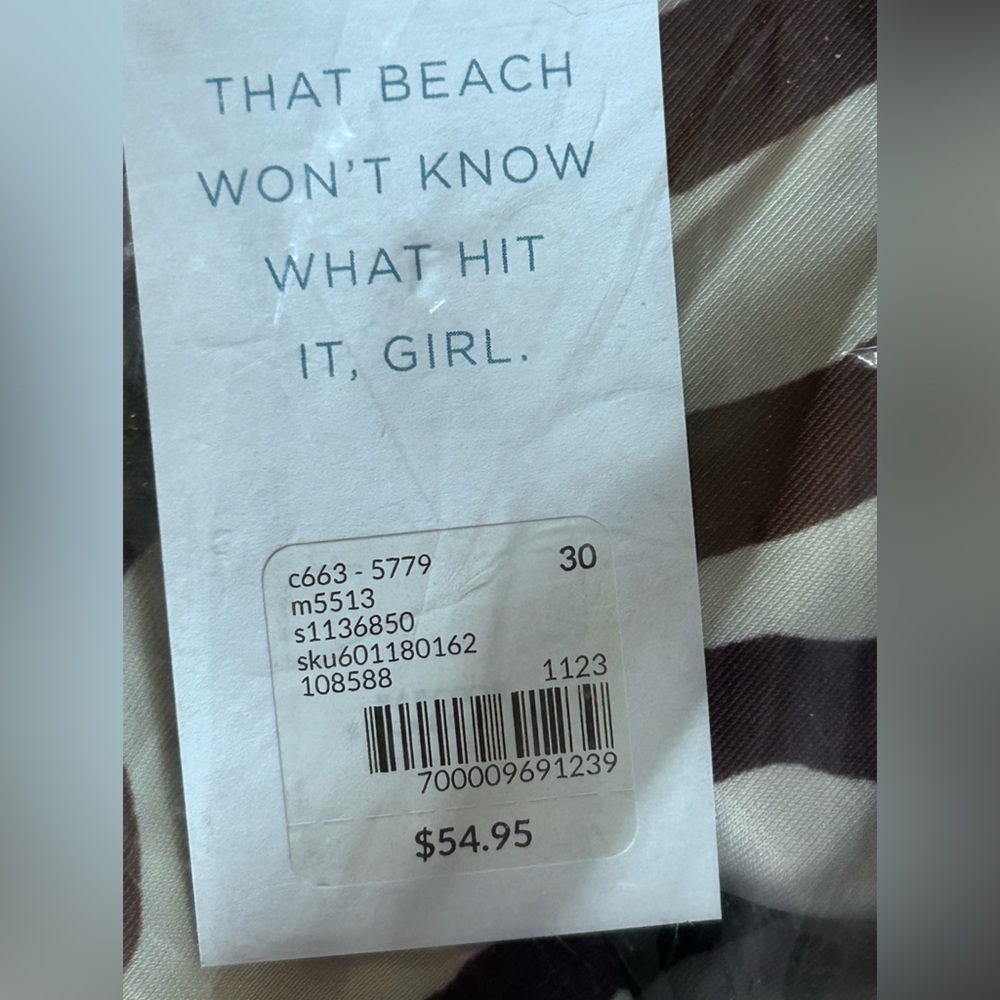 THAT BEACH
WON'T KNOW
WHAT HIT
IT, GIRL.
c663 - 5779 30
m5513
s1136850
sku601180162
108588 1123
700009691239
$54.95